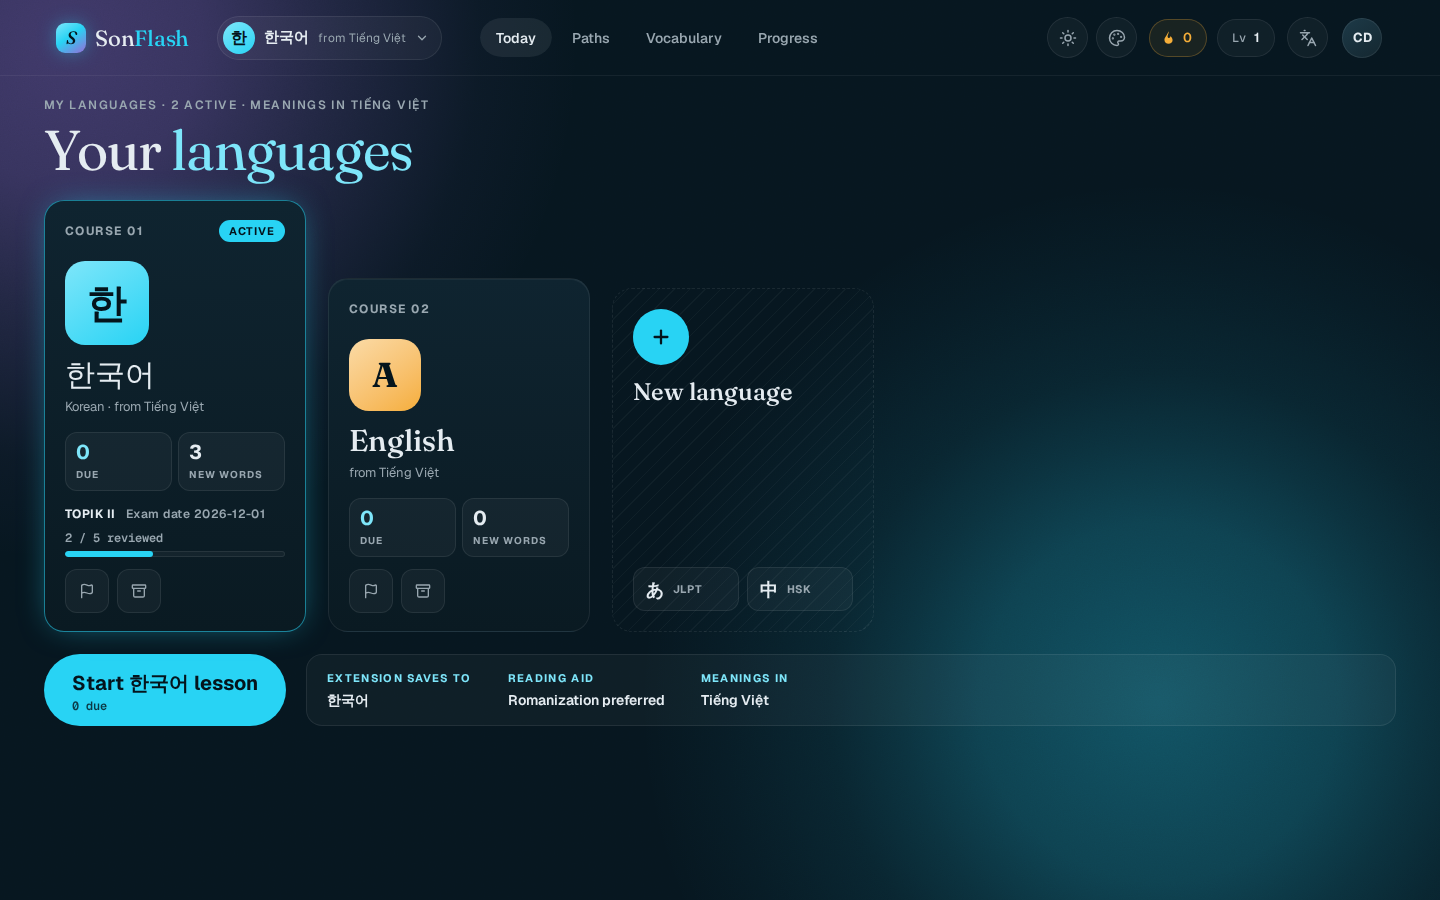 S SonFlash
한 한국어 from Tiếng Việt
Today Paths Vocabulary Progress
0
Lv 1
CD
MY LANGUAGES · 2 ACTIVE · MEANINGS IN TIẾNG VIỆT
Your languages
COURSE 01 ACTIVE
한
한국어
Korean · from Tiếng Việt
0 DUE
3 NEW WORDS
TOPIK II Exam date 2026-12-01
2 / 5 reviewed
COURSE 02
A
English
from Tiếng Việt
0 DUE
0 NEW WORDS
New language
あ JLPT
中 HSK
Start 한국어 lesson
0 due
EXTENSION SAVES TO
한국어
READING AID
Romanization preferred
MEANINGS IN
Tiếng Việt